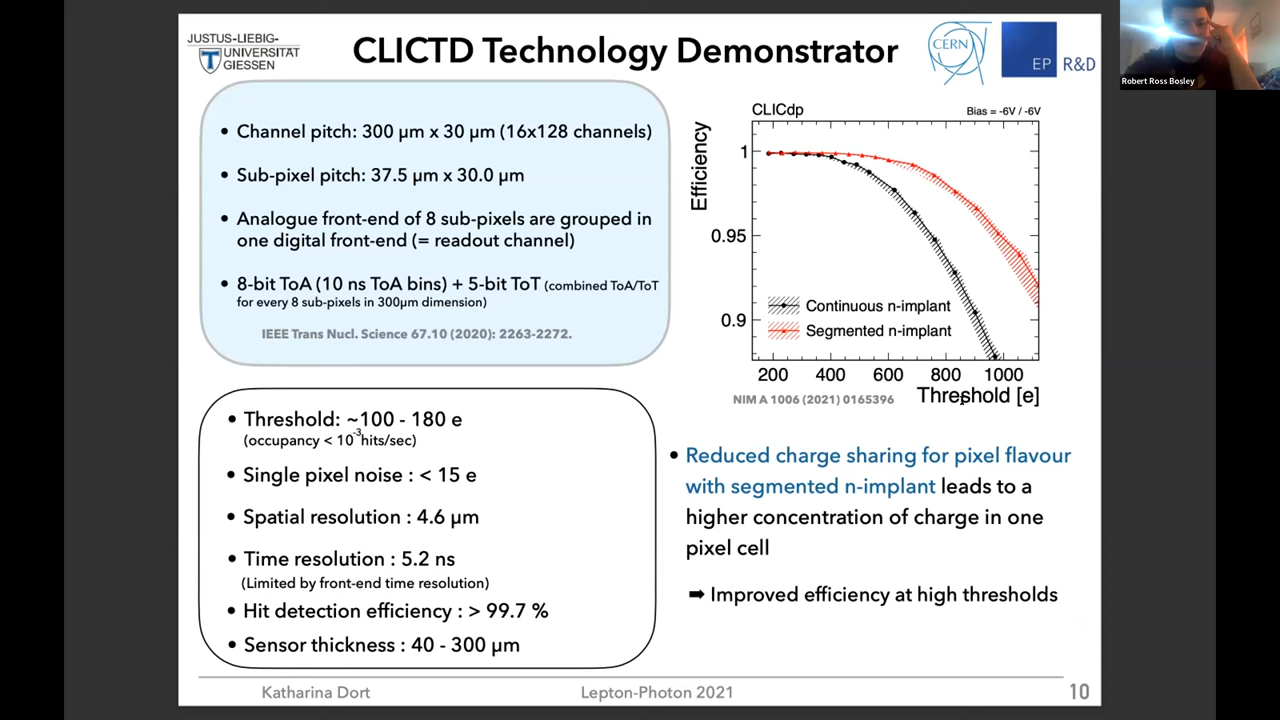 JUSTUS-LIEBIG-
UNIVERSITÄT
GIESSEN
CLICTD Technology Demonstrator
CERN
EP R&D
Robert Ross Bosley
• Channel pitch: 300 µm x 30 µm (16x128 channels)
• Sub-pixel pitch: 37.5 µm x 30.0 µm
• Analogue front-end of 8 sub-pixels are grouped in
one digital front-end (= readout channel)
• 8-bit ToA (10 ns ToA bins) + 5-bit ToT (combined ToA/ToT
for every 8 sub-pixels in 300µm dimension)
IEEE Trans Nucl. Science 67.10 (2020): 2263-2272.
• Threshold: ~100 - 180 e
(occupancy < 10⁻³hits/sec)
• Single pixel noise : < 15 e
• Spatial resolution : 4.6 µm
• Time resolution : 5.2 ns
(Limited by front-end time resolution)
• Hit detection efficiency : > 99.7 %
• Sensor thickness : 40 - 300 µm
CLICdp
Bias = -6V / -6V
Efficiency
1
0.95
0.9
Continuous n-implant
Segmented n-implant
200 400 600 800 1000
Threshold [e]
NIM A 1006 (2021) 0165396
• Reduced charge sharing for pixel flavour
with segmented n-implant leads to a
higher concentration of charge in one
pixel cell
➡ Improved efficiency at high thresholds
Katharina Dort
Lepton-Photon 2021
10